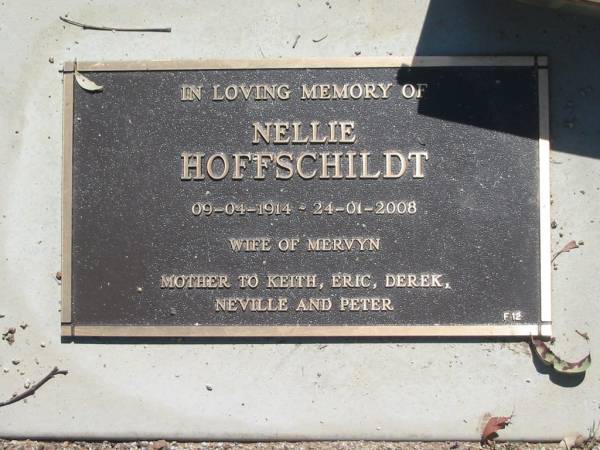 IN LOVING MEMORY OF
NELLIE
HOFFSCHILDT
09-04-1914 - 24-01-2008
WIFE OF MERVYN
MOTHER TO KEITH, ERIC, DEREK,
NEVILLE AND PETER
F 12